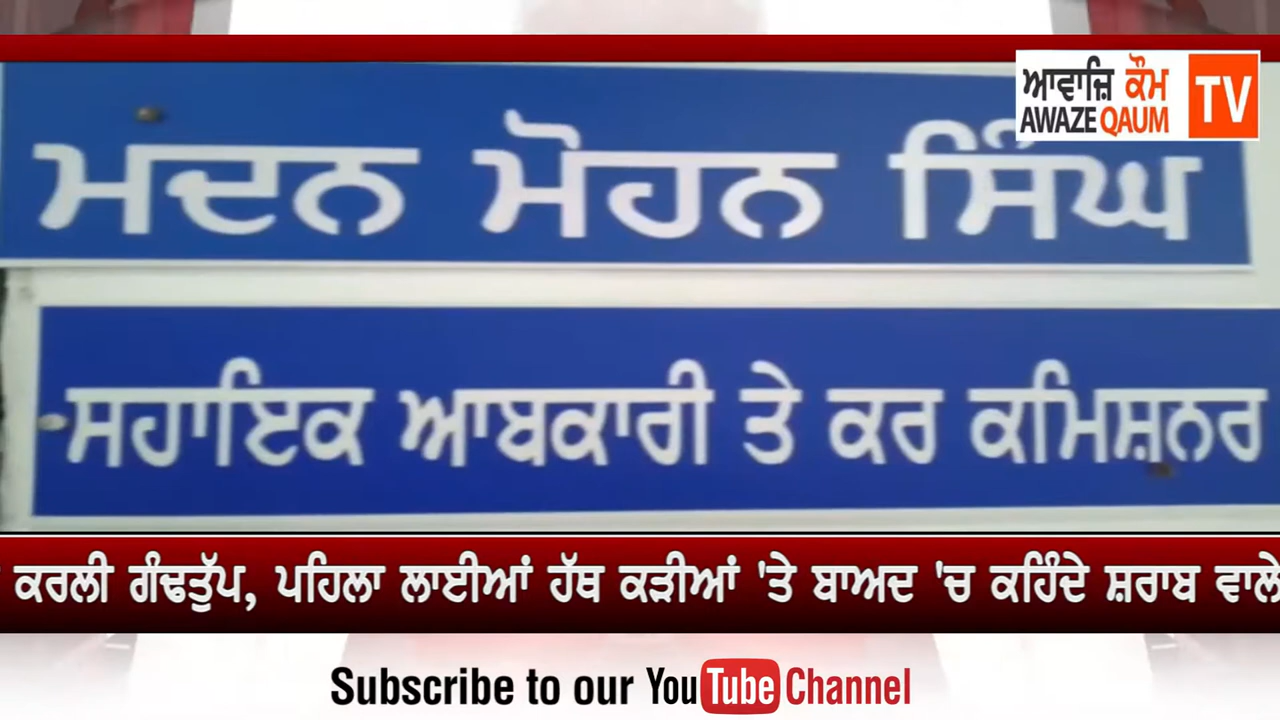 ਆਵਾਜ਼ਿ ਕੌਮ
AWAZE QAUM
TV
ਮਦਨ ਮੋਹਨ ਸਿੰਘ
ਸਹਾਇਕ ਆਬਕਾਰੀ ਤੇ ਕਰ ਕਮਿਸ਼ਨਰ
ਕਰਲੀ ਗੰਢਤੁੱਪ, ਪਹਿਲਾ ਲਾਈਆਂ ਹੱਥ ਕੜੀਆਂ 'ਤੇ ਬਾਅਦ 'ਚ ਕਹਿੰਦੇ ਸ਼ਰਾਬ ਵਾਲੇ
Subscribe to our YouTube Channel